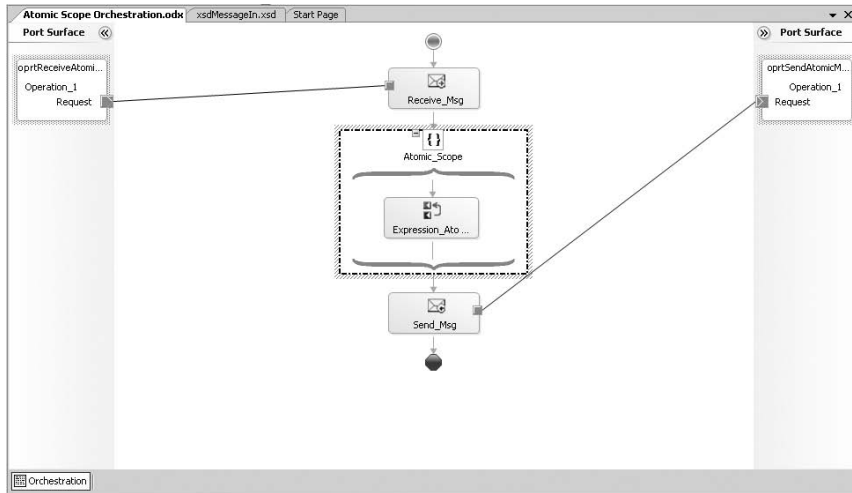 Atomic Scope Orchestration.odx xsdMessageIn.xsd Start Page
Port Surface
Port Surface
oprtReceiveAtomi...
Operation_1
Request
Receive_Msg
Atomic_Scope
Expression_Ato ...
Send_Msg
oprtSendAtomicM...
Operation_1
Request
Orchestration